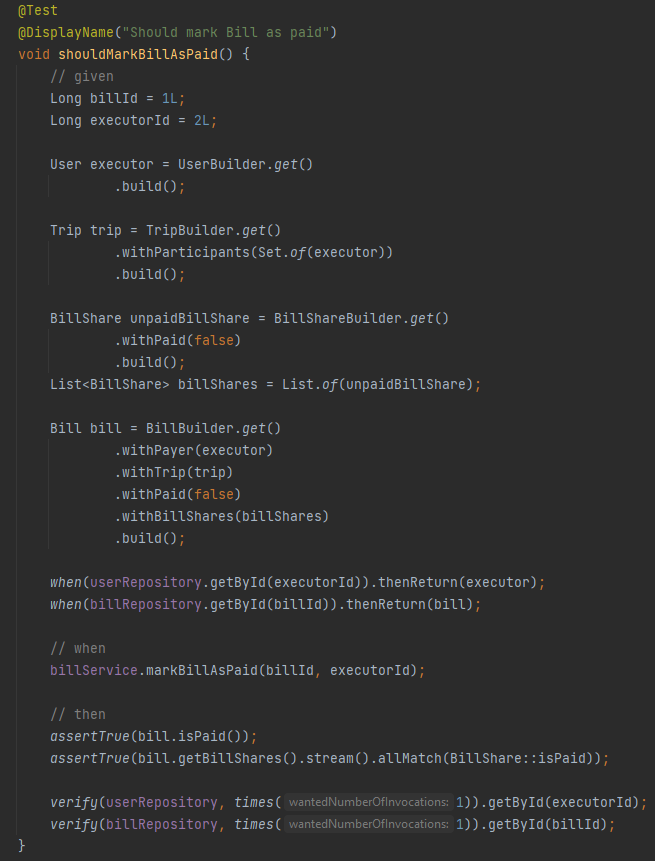 @Test
@DisplayName("Should mark Bill as paid")
void shouldMarkBillAsPaid() {
    // given
    Long billId = 1L;
    Long executorId = 2L;

    User executor = UserBuilder.get()
            .build();

    Trip trip = TripBuilder.get()
            .withParticipants(Set.of(executor))
            .build();

    BillShare unpaidBillShare = BillShareBuilder.get()
            .withPaid(false)
            .build();
    List<BillShare> billShares = List.of(unpaidBillShare);

    Bill bill = BillBuilder.get()
            .withPayer(executor)
            .withTrip(trip)
            .withPaid(false)
            .withBillShares(billShares)
            .build();

    when(userRepository.getById(executorId)).thenReturn(executor);
    when(billRepository.getById(billId)).thenReturn(bill);

    // when
    billService.markBillAsPaid(billId, executorId);

    // then
    assertTrue(bill.isPaid());
    assertTrue(bill.getBillShares().stream().allMatch(BillShare::isPaid));

    verify(userRepository, times( wantedNumberOfInvocations: 1)).getById(executorId);
    verify(billRepository, times( wantedNumberOfInvocations: 1)).getById(billId);
}